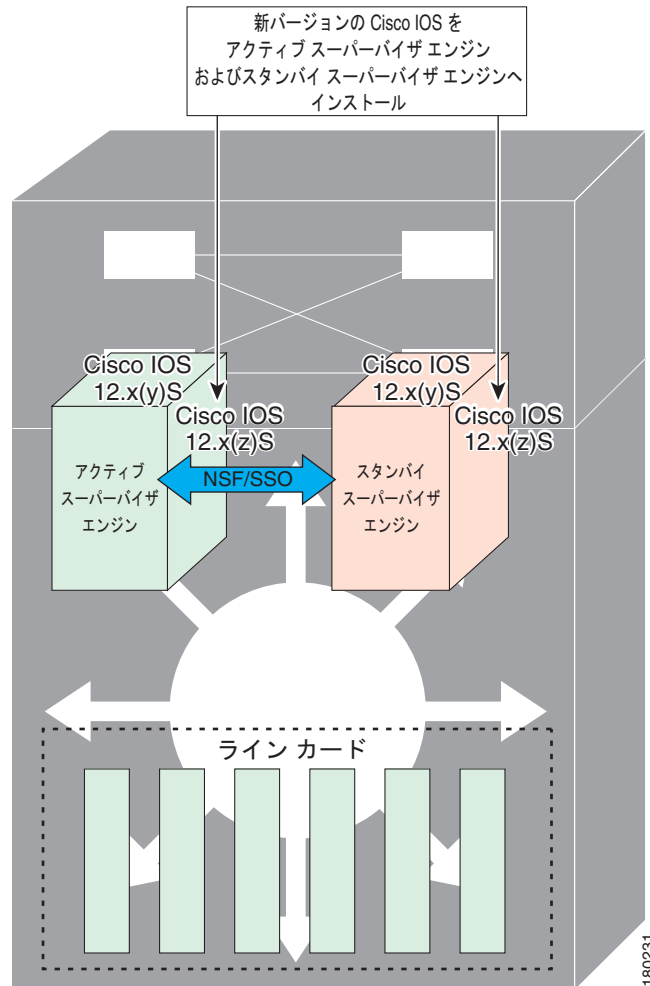 新バージョンの Cisco IOS を
アクティブ スーパーバイザ エンジン
およびスタンバイ スーパーバイザ エンジンへ
インストール
Cisco IOS
12.x(y)S
Cisco IOS
12.x(z)S
Cisco IOS
12.x(y)S
Cisco IOS
12.x(z)S
アクティブ
スーパーバイザ
エンジン
NSF/SSO
スタンバイ
スーパーバイザ
エンジン
ライン カード
180231